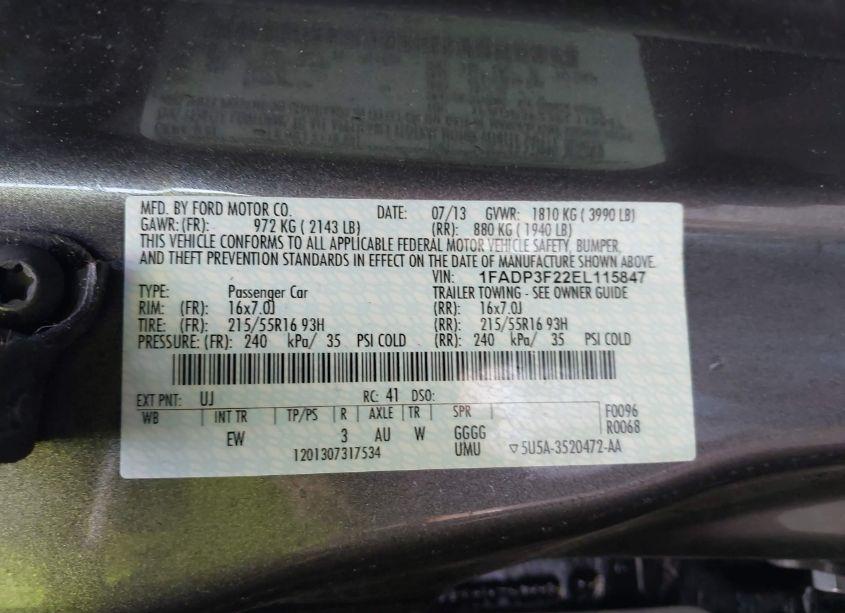 MFD. BY FORD MOTOR CO. DATE: 07/13 GVWR: 1810 KG ( 3990 LB)
GAWR:(FR): 972 KG ( 2143 LB) (RR): 880 KG ( 1940 LB)
THIS VEHICLE CONFORMS TO ALL APPLICABLE FEDERAL MOTOR VEHICLE SAFETY, BUMPER,
AND THEFT PREVENTION STANDARDS IN EFFECT ON THE DATE OF MANUFACTURE SHOWN ABOVE.
VIN: 1FADP3F22EL115847
TYPE: Passenger Car TRAILER TOWING - SEE OWNER GUIDE
RIM: (FR): 16x7.0J (RR): 16x7.0J
TIRE: (FR): 215/55R16 93H (RR): 215/55R16 93H
PRESSURE: (FR): 240 kPa/ 35 PSI COLD (RR): 240 kPa/ 35 PSI COLD
EXT PNT: UJ RC: 41 DSO:
WB INT TR TP/PS R AXLE TR SPR F0096
EW 3 AU W GGGG R0068
1201307317534 UMU ▽5U5A-3520472-AA